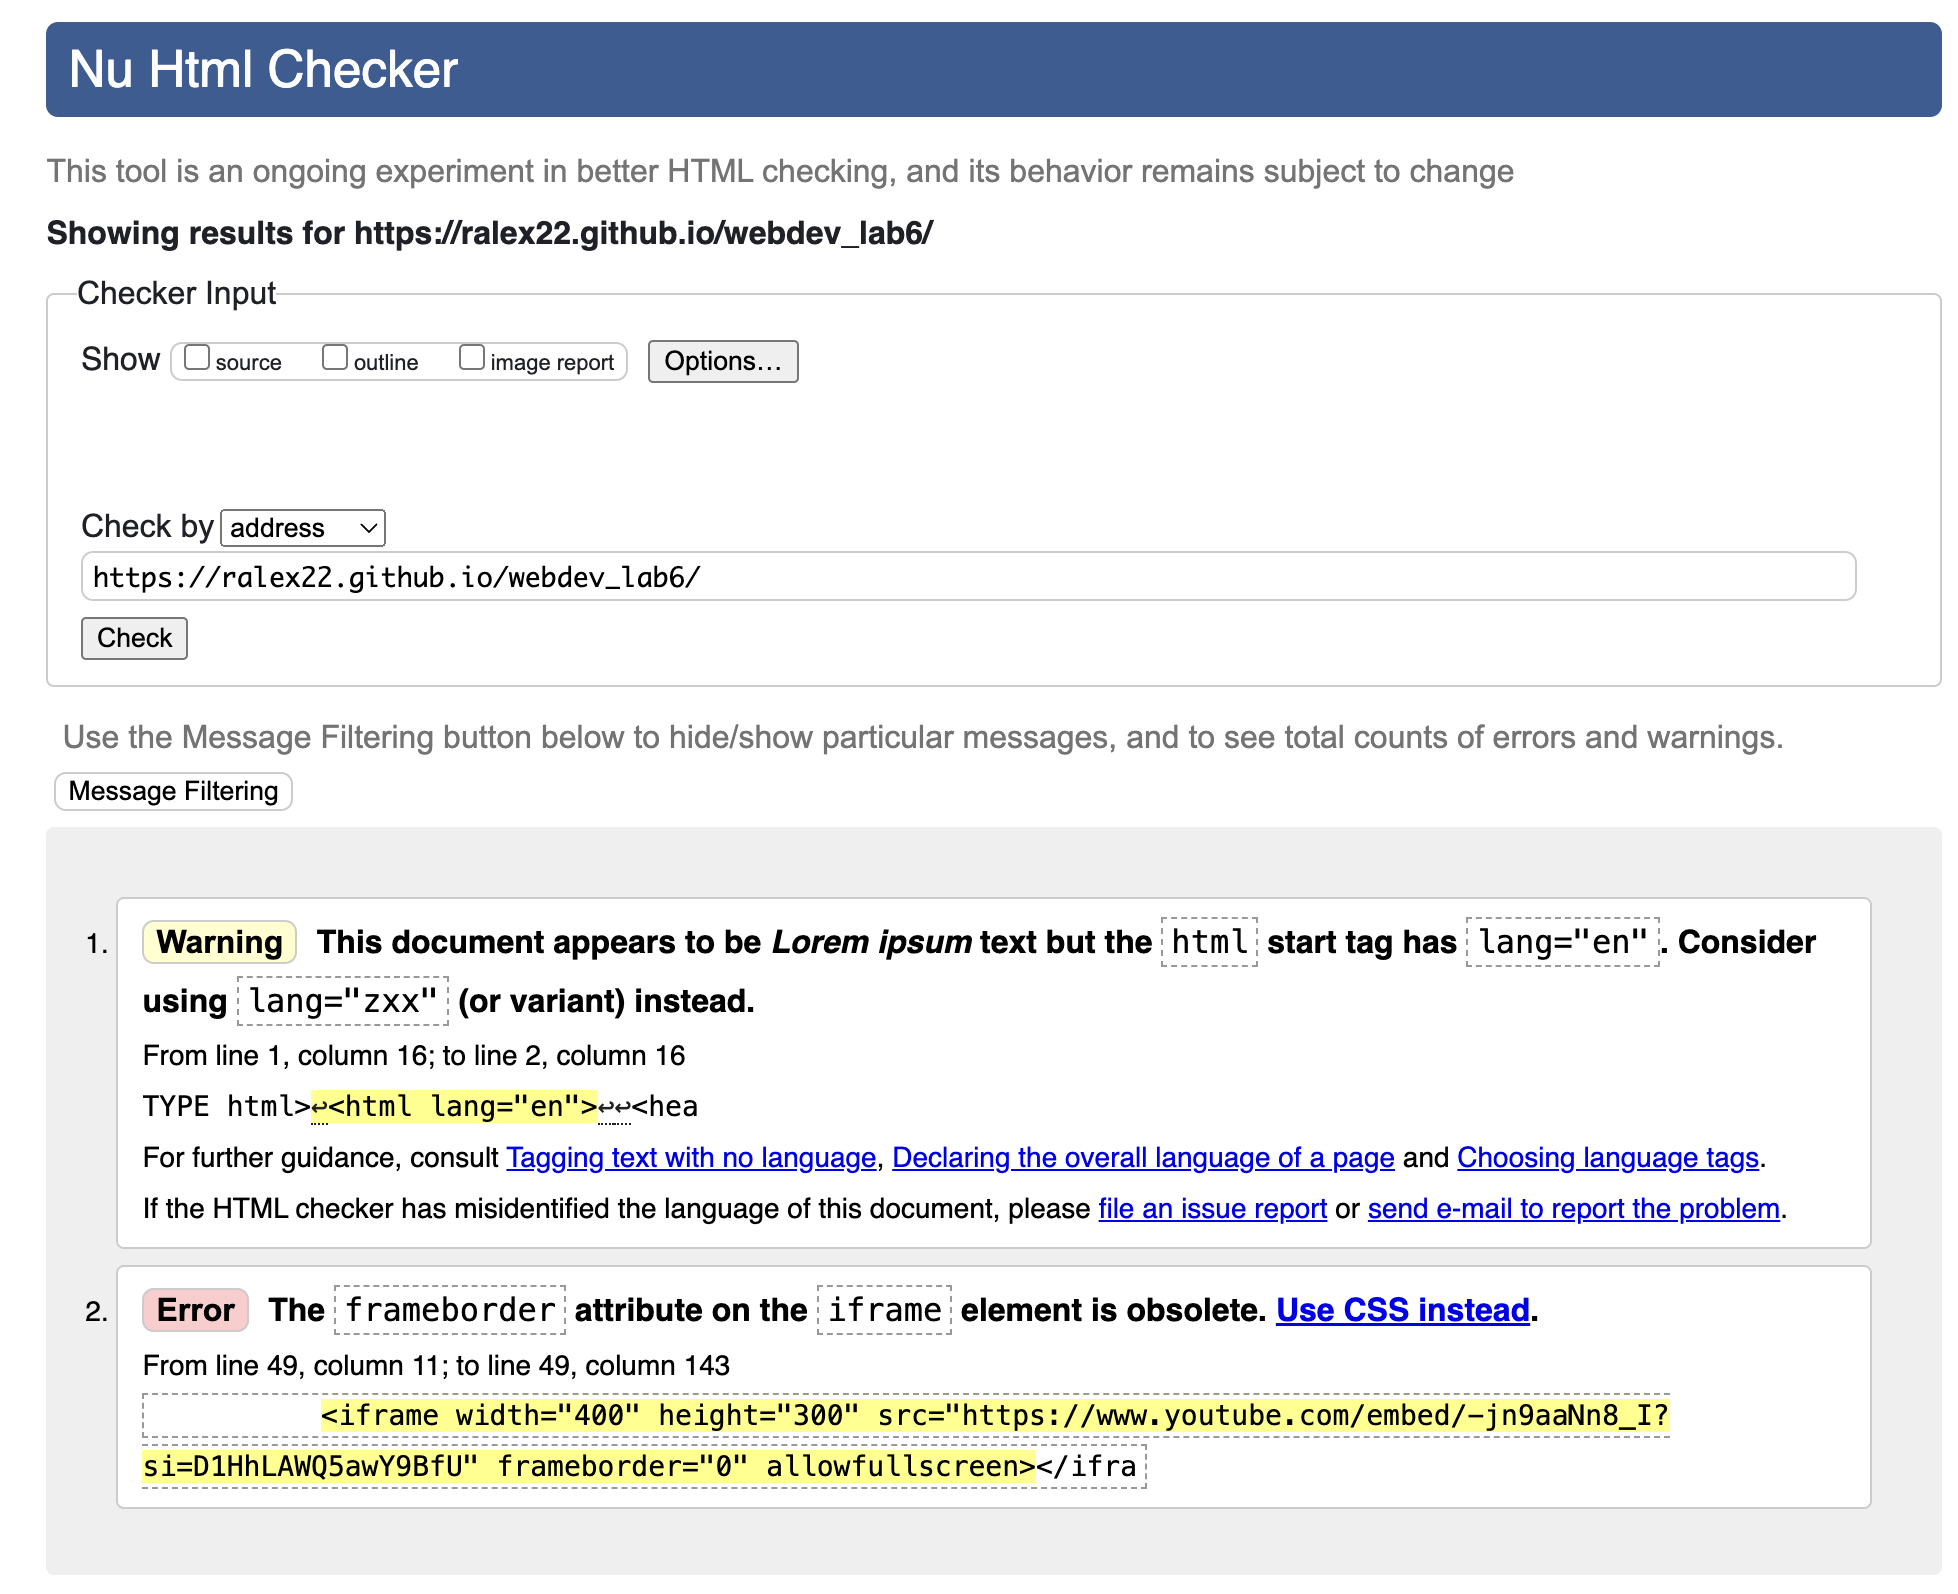 Nu Html Checker
This tool is an ongoing experiment in better HTML checking, and its behavior remains subject to change
Showing results for https://ralex22.github.io/webdev_lab6/
Checker Input
Show source outline image report Options…
Check by address
https://ralex22.github.io/webdev_lab6/
Check
Use the Message Filtering button below to hide/show particular messages, and to see total counts of errors and warnings.
Message Filtering
1. Warning This document appears to be Lorem ipsum text but the html start tag has lang="en". Consider
using lang="zxx" (or variant) instead.
From line 1, column 16; to line 2, column 16
TYPE html>↩<html lang="en">↩↩<hea
For further guidance, consult Tagging text with no language, Declaring the overall language of a page and Choosing language tags.
If the HTML checker has misidentified the language of this document, please file an issue report or send e-mail to report the problem.
2. Error The frameborder attribute on the iframe element is obsolete. Use CSS instead.
From line 49, column 11; to line 49, column 143
<iframe width="400" height="300" src="https://www.youtube.com/embed/-jn9aaNn8_I?
si=D1HhLAWQ5awY9BfU" frameborder="0" allowfullscreen></ifra